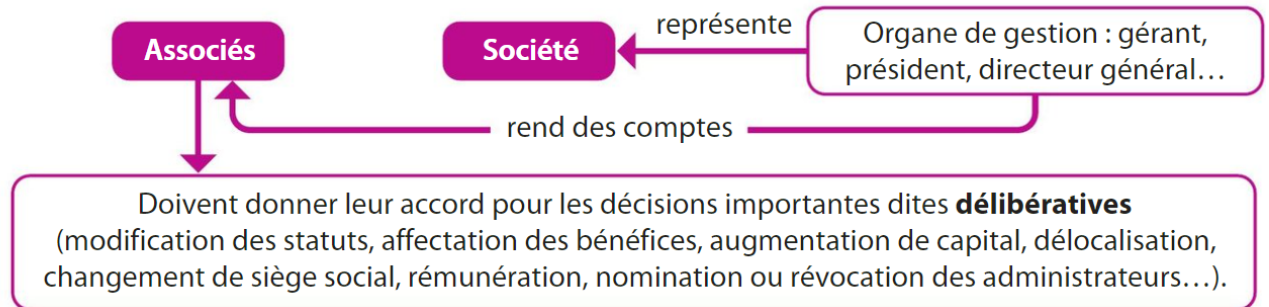 Associés
Société
représente
Organe de gestion : gérant,
président, directeur général…
rend des comptes
Doivent donner leur accord pour les décisions importantes dites délibératives
(modification des statuts, affectation des bénéfices, augmentation de capital, délocalisation,
changement de siège social, rémunération, nomination ou révocation des administrateurs…).